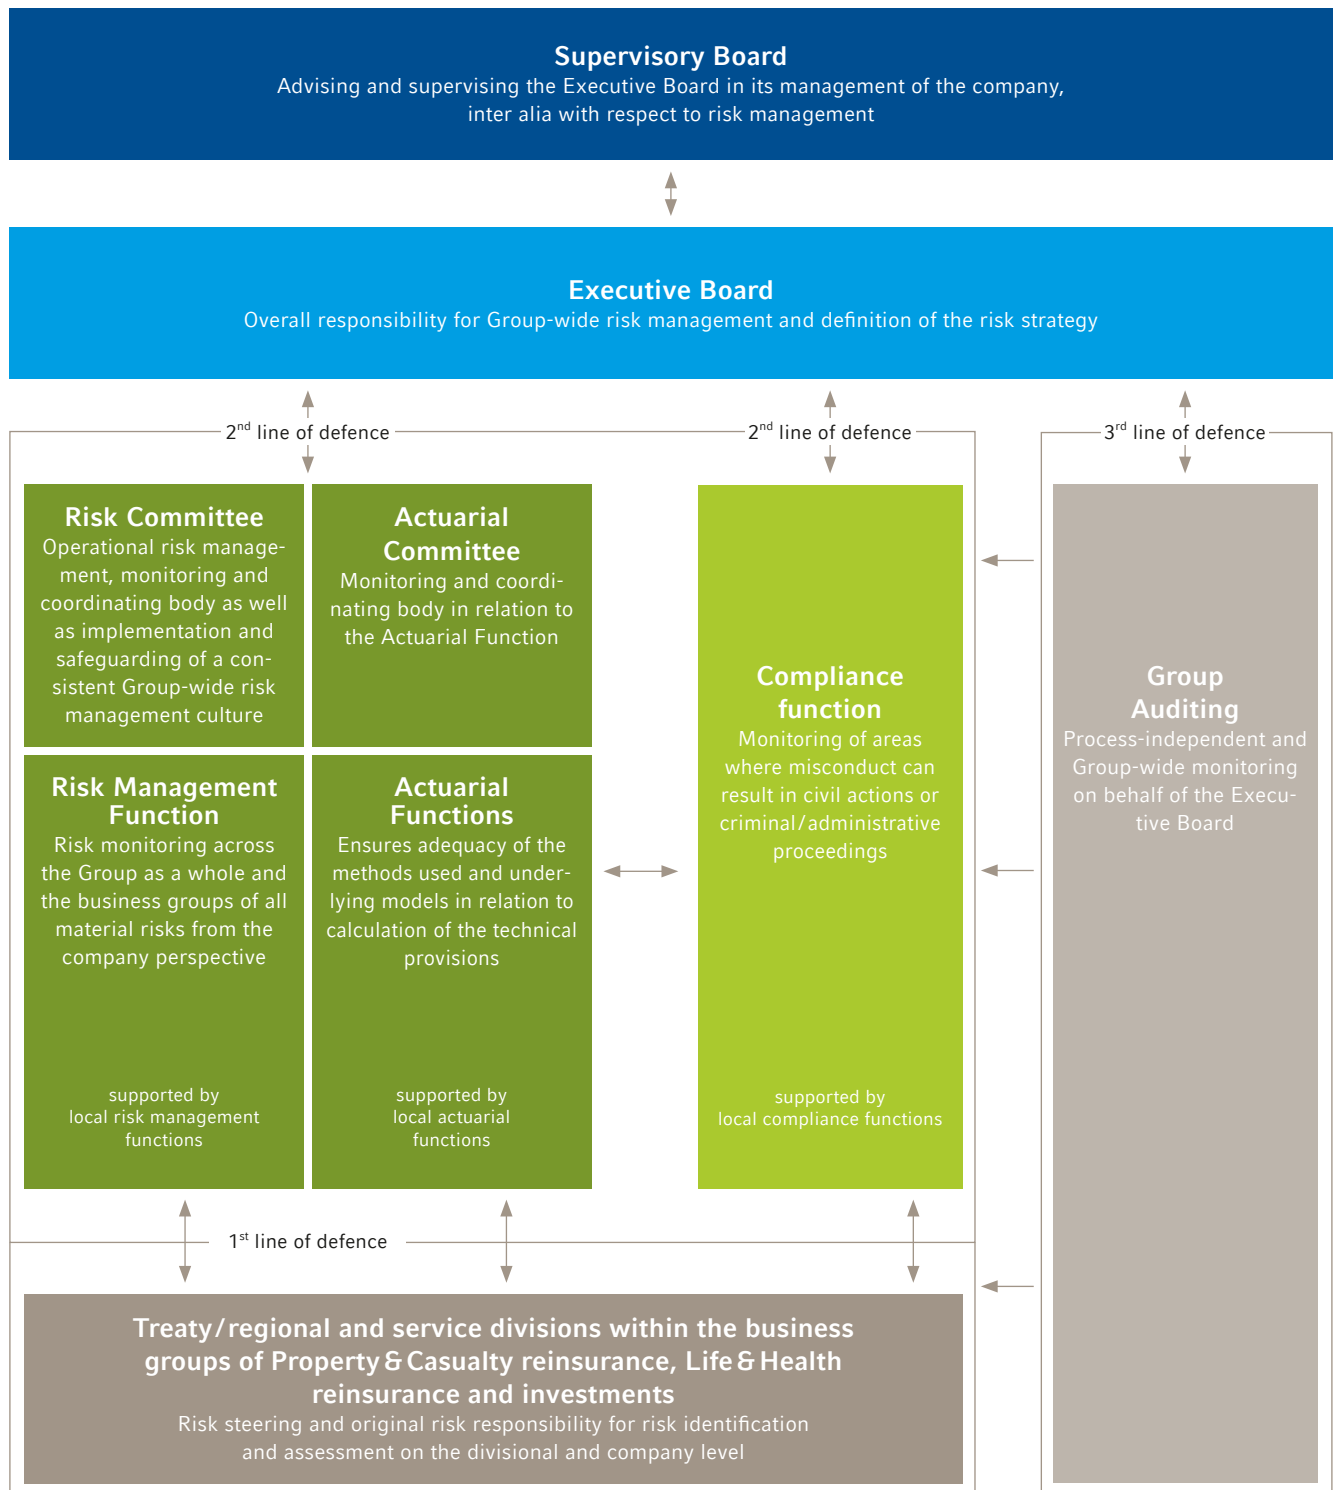 Supervisory Board
Advising and supervising the Executive Board in its management of the company,
inter alia with respect to risk management
Executive Board
Overall responsibility for Group-wide risk management and definition of the risk strategy
2nd line of defence
2nd line of defence
3rd line of defence
Risk Committee
Operational risk manage-
ment, monitoring and
coordinating body as well
as implementation and
safeguarding of a con-
sistent Group-wide risk
management culture
Actuarial
Committee
Monitoring and coordi-
nating body in relation to
the Actuarial Function
Risk Management
Function
Risk monitoring across
the Group as a whole and
the business groups of all
material risks from the
company perspective
supported by
local risk management
functions
Actuarial
Functions
Ensures adequacy of the
methods used and under-
lying models in relation to
calculation of the technical
provisions
supported by
local actuarial
functions
Compliance
function
Monitoring of areas
where misconduct can
result in civil actions or
criminal/administrative
proceedings
supported by
local compliance functions
Group
Auditing
Process-independent and
Group-wide monitoring
on behalf of the Execu-
tive Board
1st line of defence
Treaty/regional and service divisions within the business
groups of Property & Casualty reinsurance, Life & Health
reinsurance and investments
Risk steering and original risk responsibility for risk identification
and assessment on the divisional and company level